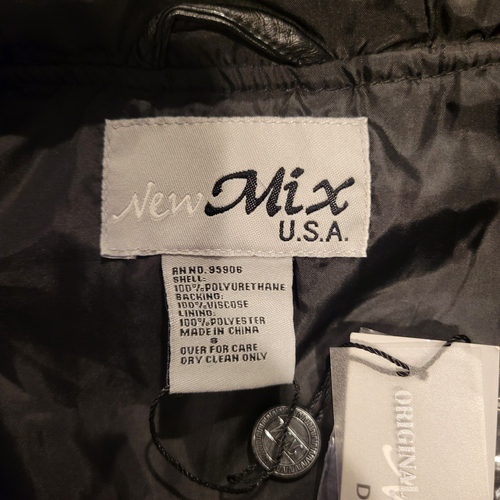 New Mix
U.S.A.
RN NO. 95906
SHELL:
100%POLYURETHANE
BACKING:
100%VISCOSE
LINING:
100%POLYESTER
MADE IN CHINA
S
OVER FOR CARE
DRY CLEAN ONLY
ORIGINAL
D